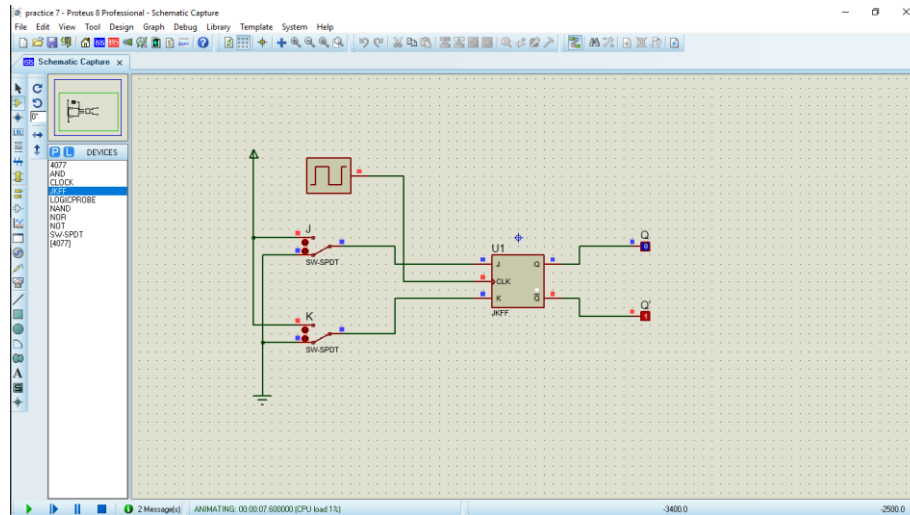 practice 7 - Proteus 8 Professional - Schematic Capture
File Edit View Tool Design Graph Debug Library Template System Help
Schematic Capture x
0°
P L DEVICES
4077
AND
CLOCK
JKFF
LOGICPROBE
NAND
NOR
NOT
SW-SPDT
[4077]
J
SW-SPDT
K
SW-SPDT
U1
J Q
CLK
K Q
JKFF
Q
0
Q'
1
2 Message(s) ANIMATING: 00:00:07.600000 (CPU load 1%) -3400.0 -2500.0